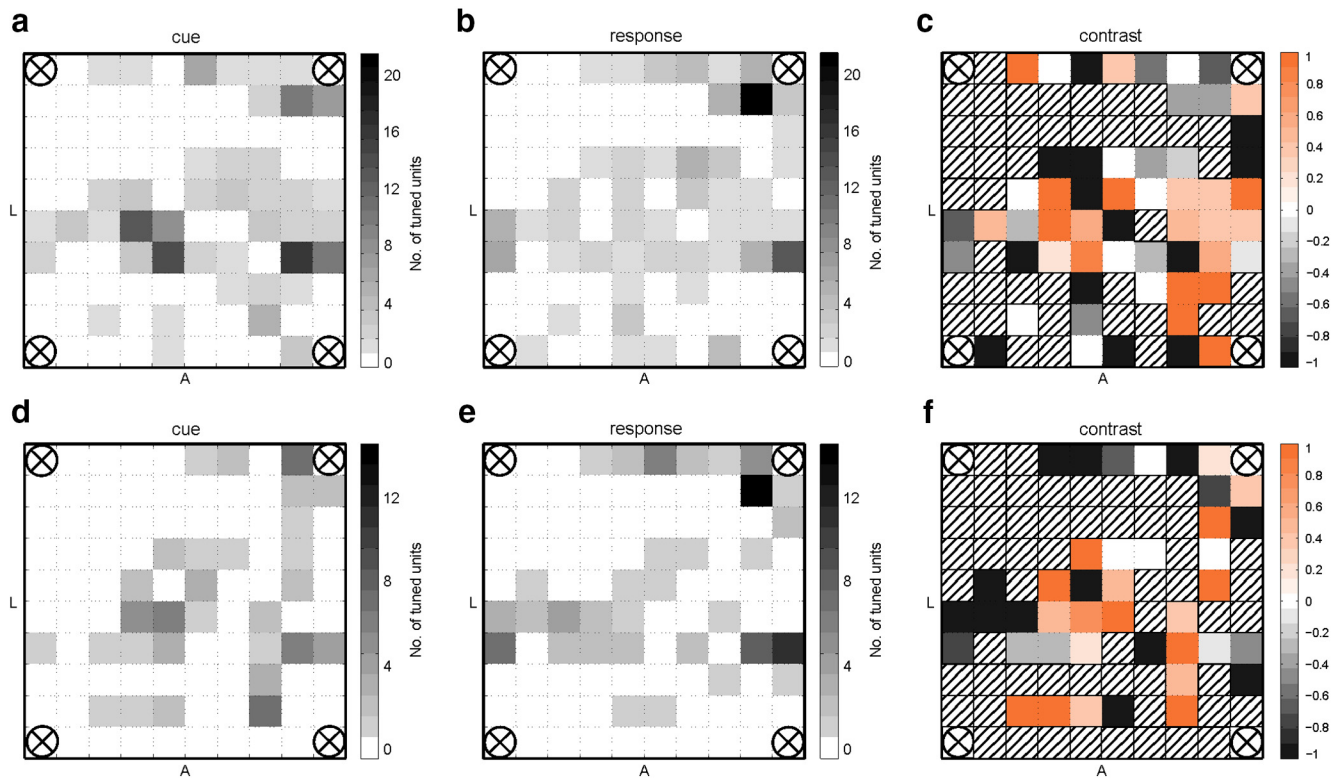 a
cue
L
A
20
16
12
8
4
0
No. of tuned units
b
response
L
A
20
16
12
8
4
0
No. of tuned units
c
contrast
L
A
1
0.8
0.6
0.4
0.2
0
−0.2
−0.4
−0.6
−0.8
−1
d
cue
L
A
12
8
4
0
No. of tuned units
e
response
L
A
12
8
4
0
No. of tuned units
f
contrast
L
A
1
0.8
0.6
0.4
0.2
0
−0.2
−0.4
−0.6
−0.8
−1